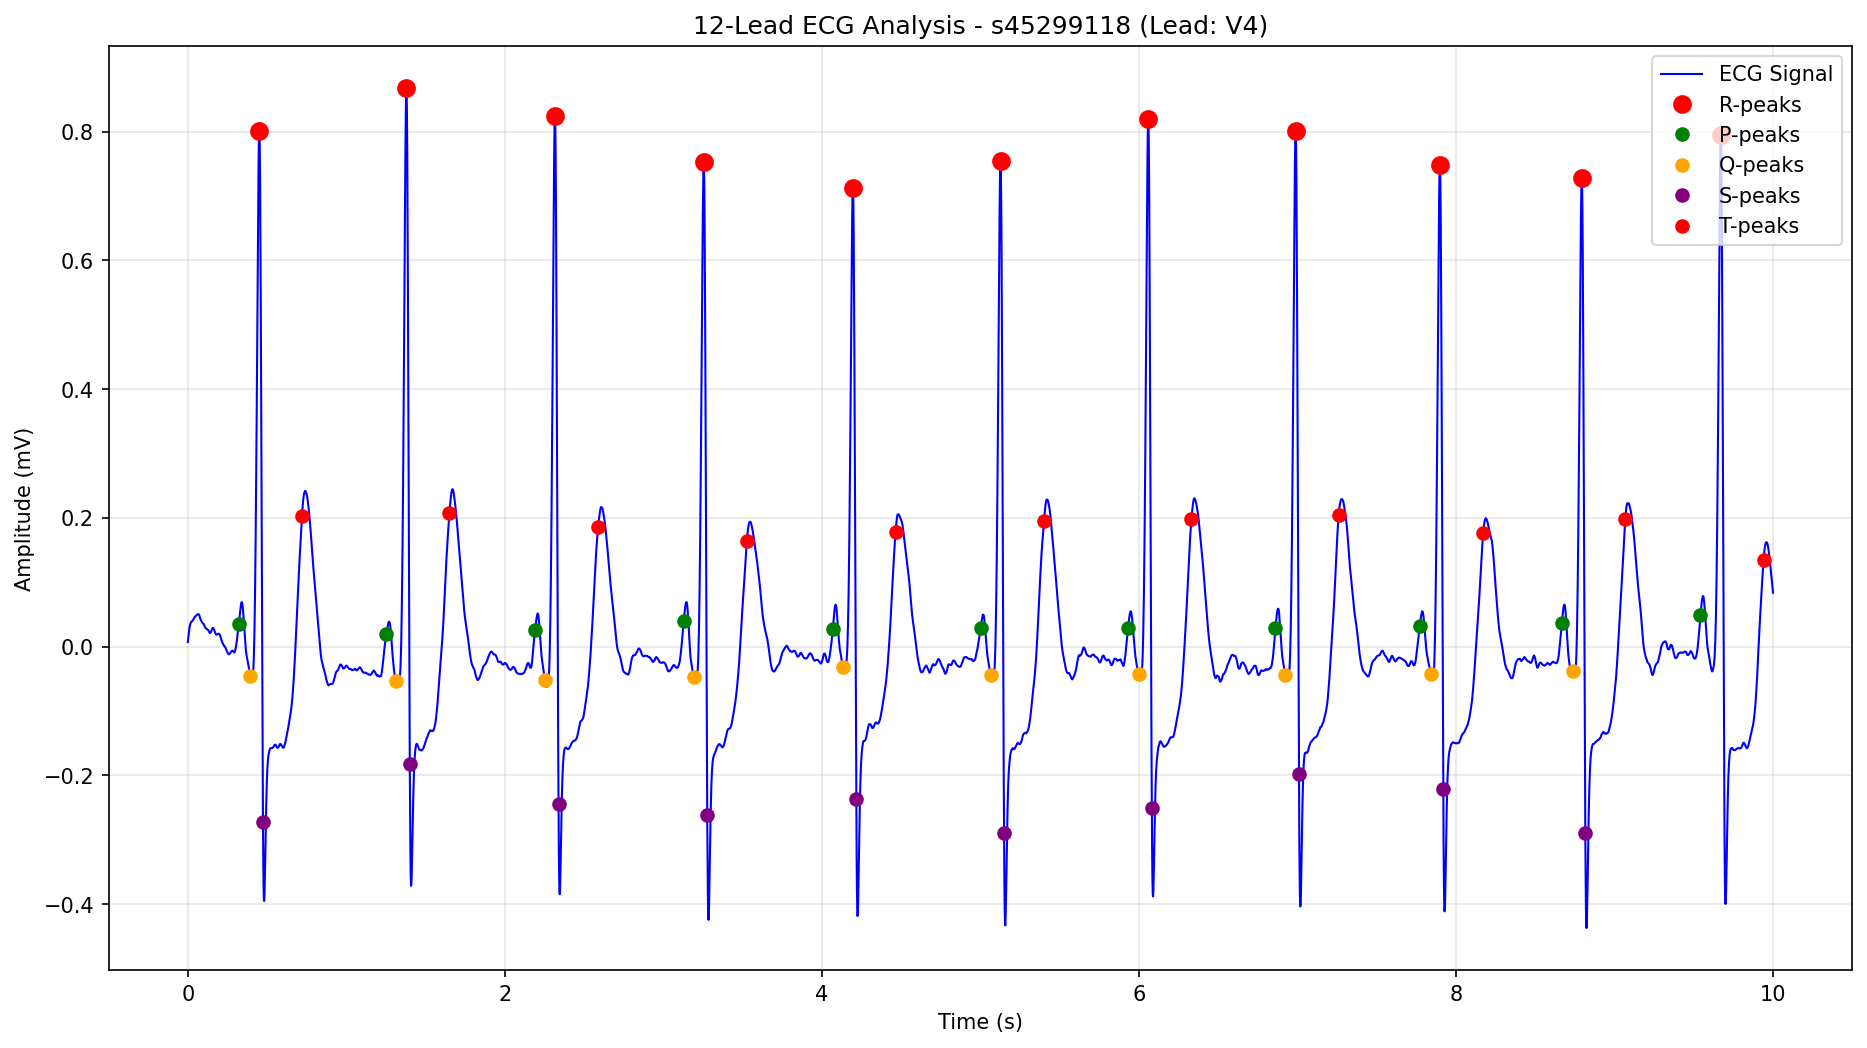 12-Lead ECG Analysis - s45299118 (Lead: V4)
ECG Signal
R-peaks
P-peaks
Q-peaks
S-peaks
T-peaks
Amplitude (mV)
0.8
0.6
0.4
0.2
0.0
−0.2
−0.4
0 2 4 6 8 10
Time (s)